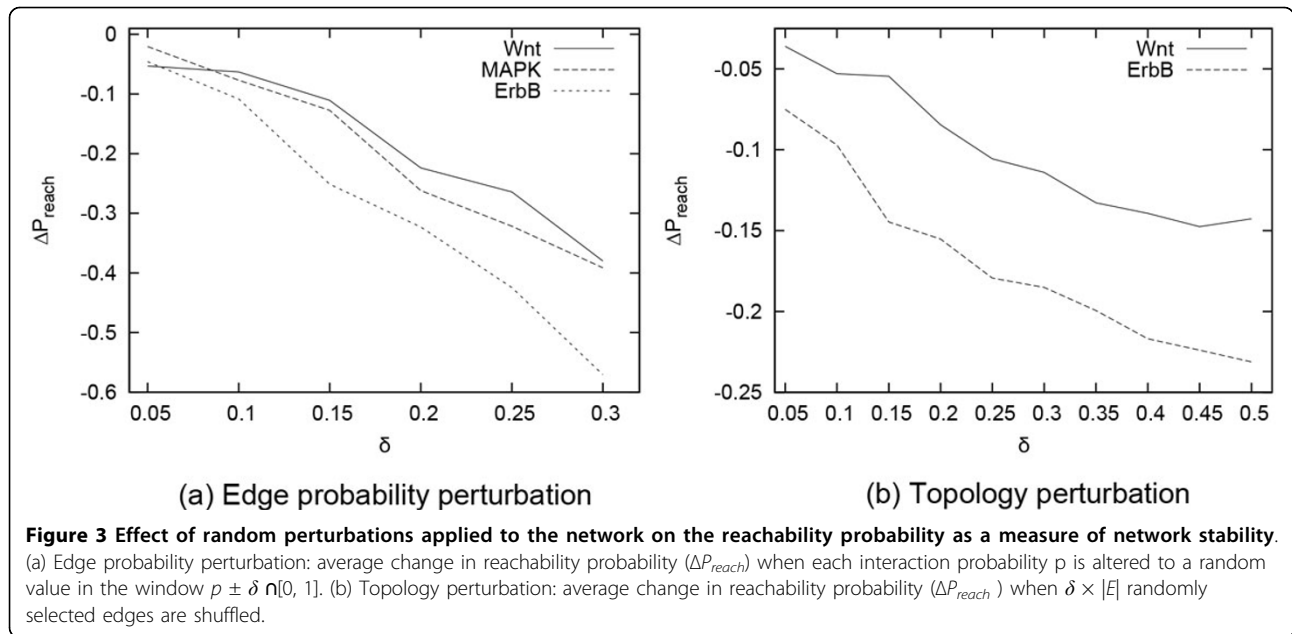 0
-0.1
-0.2
-0.3
-0.4
-0.5
-0.6
ΔP_reach
Wnt
MAPK
ErbB
0.05 0.1 0.15 0.2 0.25 0.3
δ
(a) Edge probability perturbation
-0.05
-0.1
-0.15
-0.2
-0.25
ΔP_reach
Wnt
ErbB
0.05 0.1 0.15 0.2 0.25 0.3 0.35 0.4 0.45 0.5
δ
(b) Topology perturbation
Figure 3 Effect of random perturbations applied to the network on the reachability probability as a measure of network stability.
(a) Edge probability perturbation: average change in reachability probability (ΔP_reach) when each interaction probability p is altered to a random
value in the window p ± δ ∩[0, 1]. (b) Topology perturbation: average change in reachability probability (ΔP_reach ) when δ × |E| randomly
selected edges are shuffled.